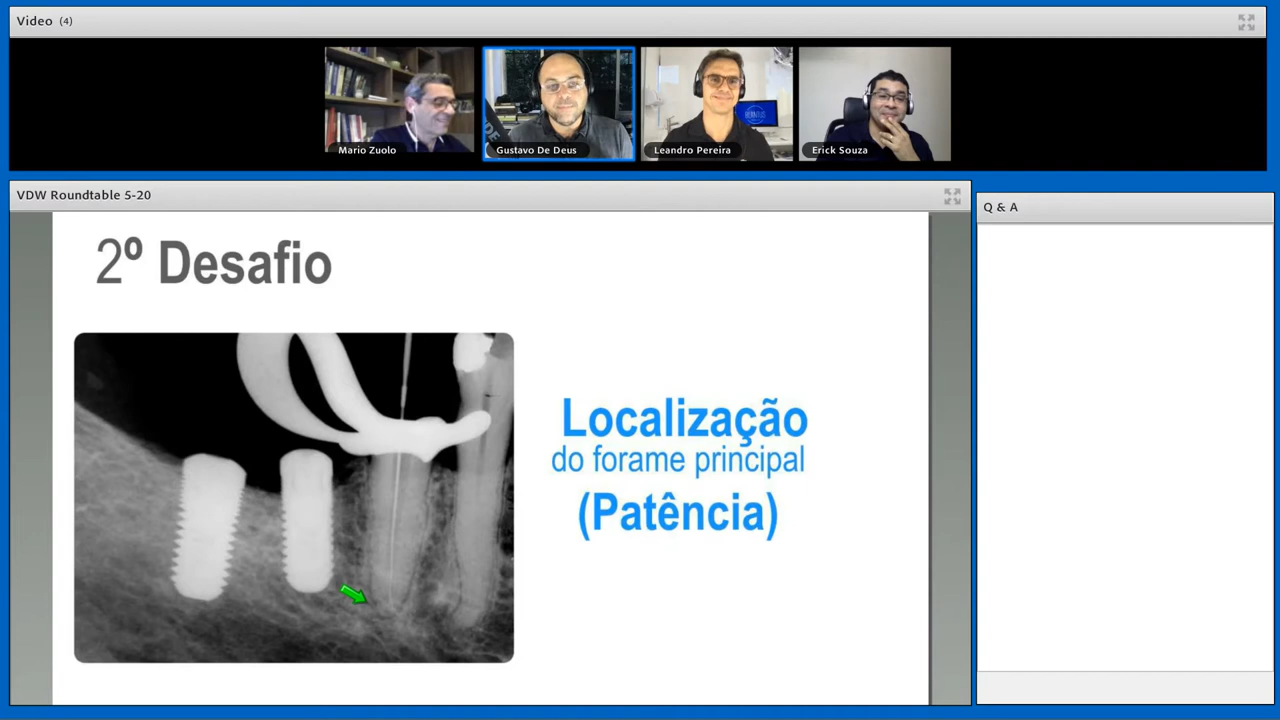 Video (4)
Mario Zuolo
Gustavo De Deus
Leandro Pereira
Erick Souza
VDW Roundtable 5-20
Q & A
2º Desafio
Localização
do forame principal
(Patência)